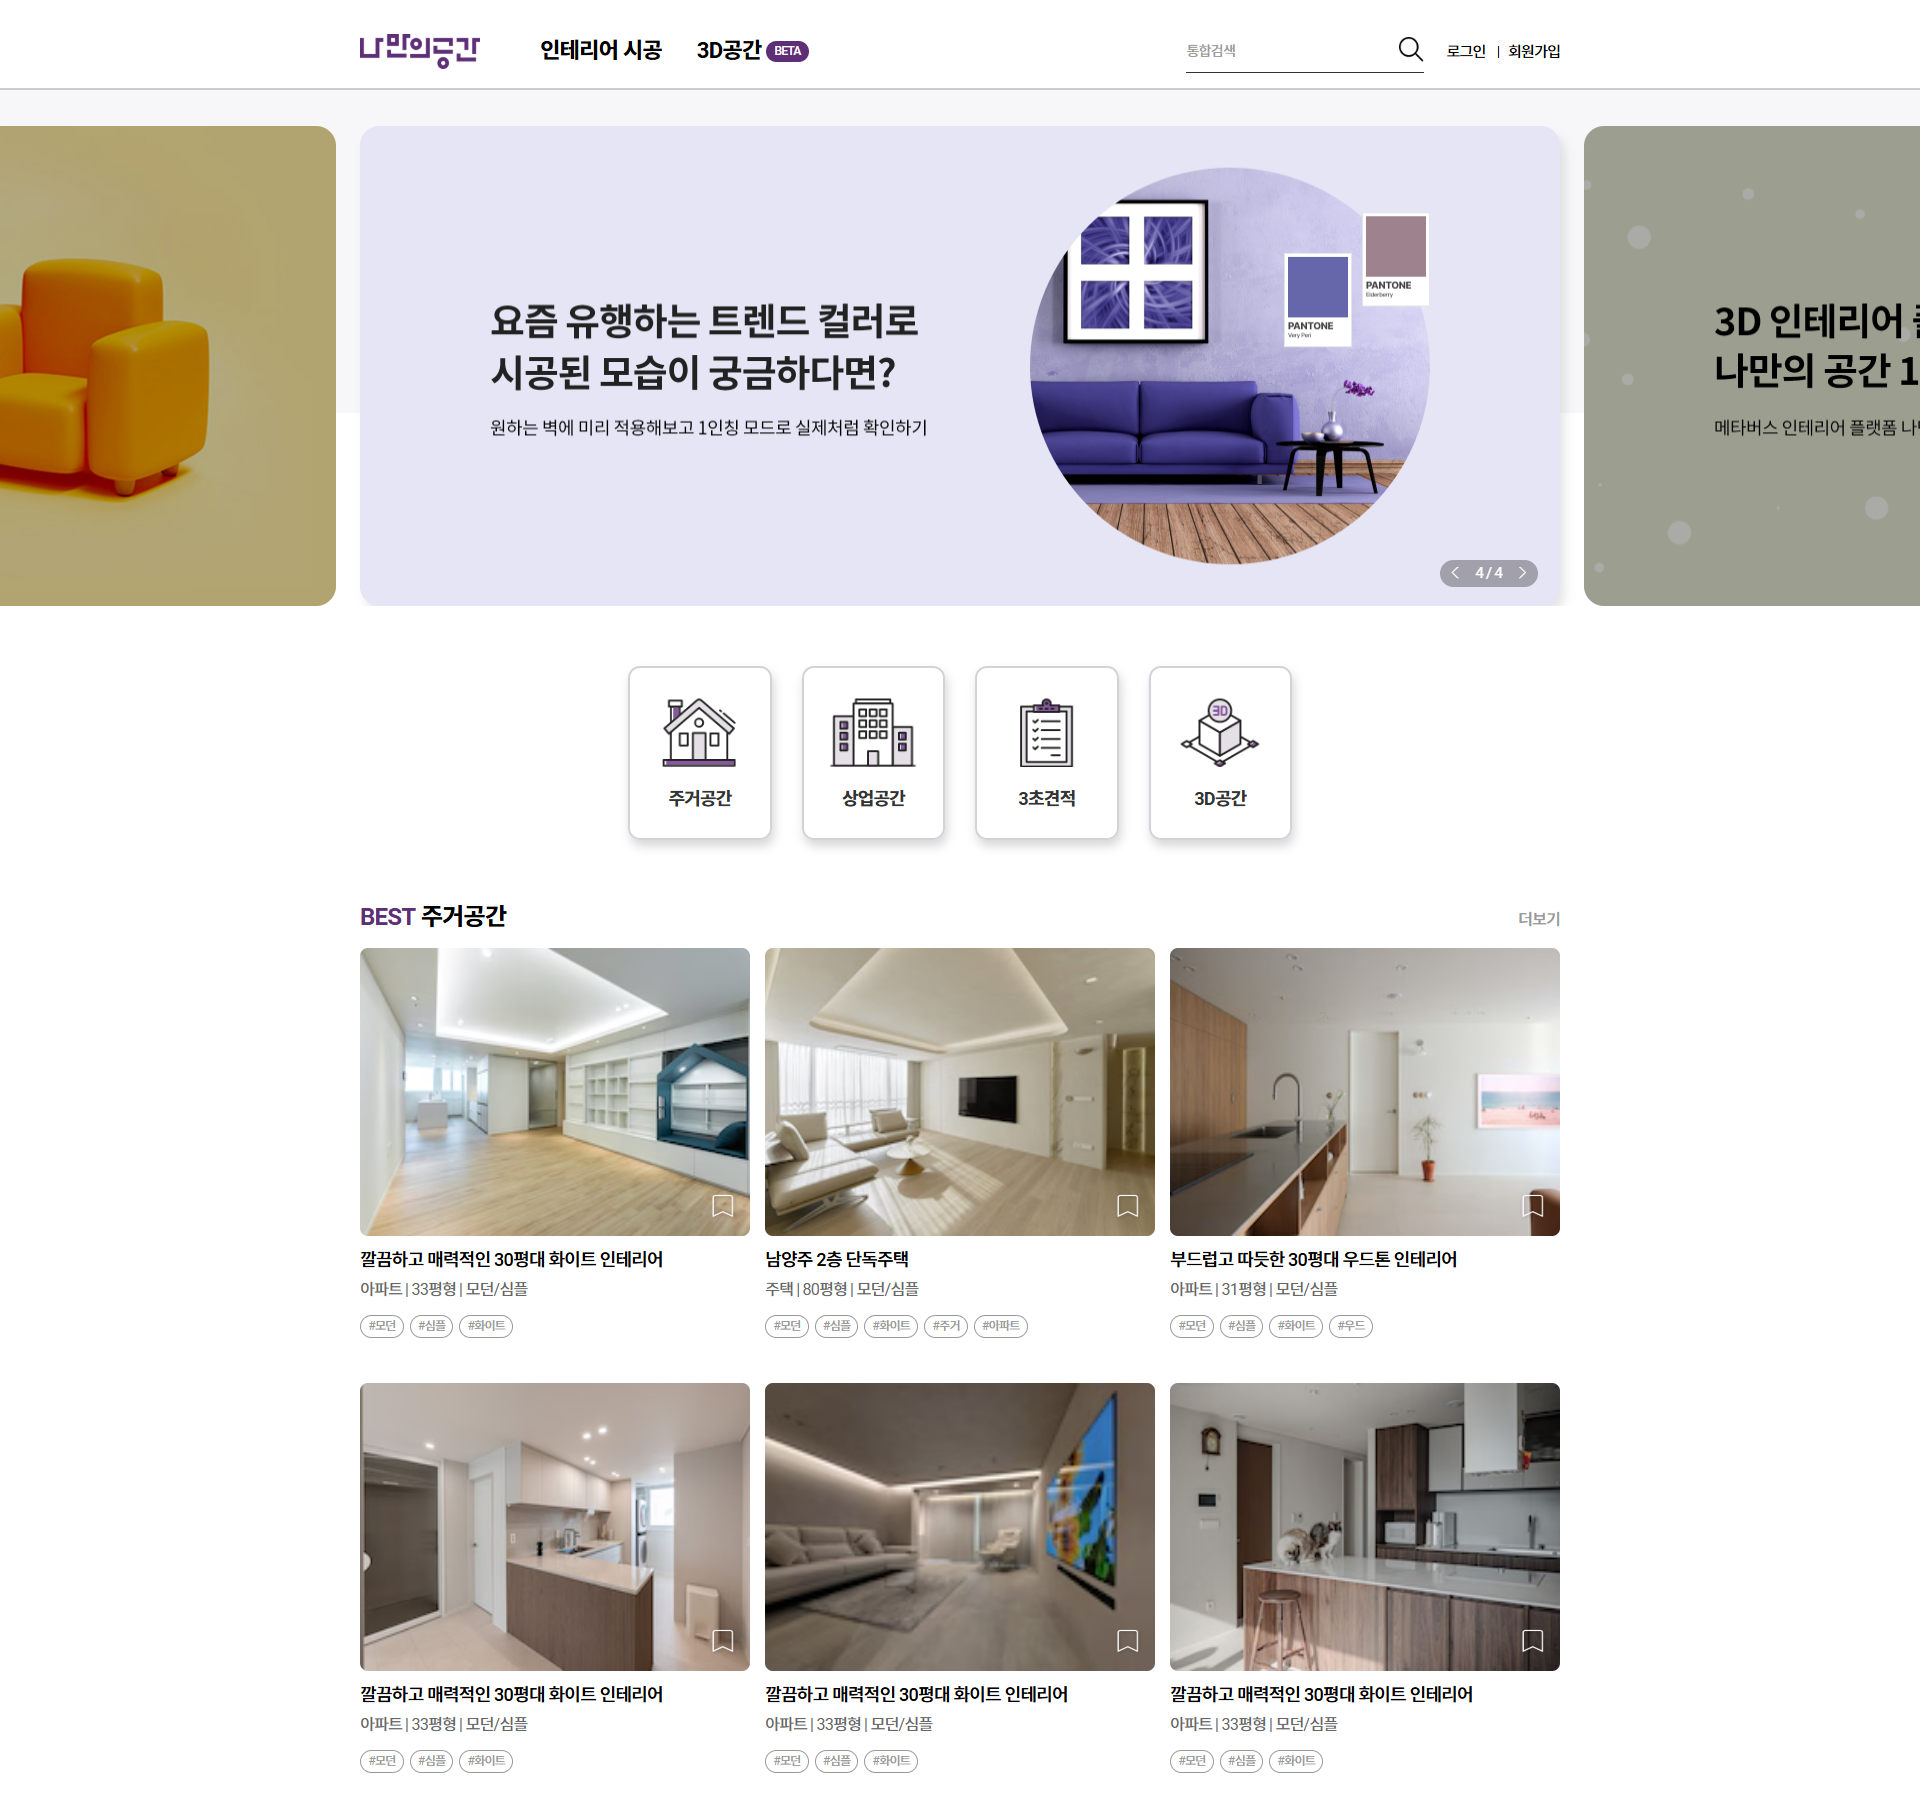 나만의공간
인테리어 시공
3D공간 BETA
통합검색
로그인 | 회원가입
요즘 유행하는 트렌드 컬러로
시공된 모습이 궁금하다면?
원하는 벽에 미리 적용해보고 1인칭 모드로 실제처럼 확인하기
PANTONE
Elderberry
PANTONE
Very Peri
4 / 4
3D 인테리어
나만의 공간 1
메타버스 인테리어 플랫폼
주거공간
상업공간
3초견적
3D
3D공간
BEST 주거공간
더보기
깔끔하고 매력적인 30평대 화이트 인테리어
아파트 | 33평형 | 모던/심플
#모던 #심플 #화이트
남양주 2층 단독주택
주택 | 80평형 | 모던/심플
#모던 #심플 #화이트 #주거 #아파트
부드럽고 따듯한 30평대 우드톤 인테리어
아파트 | 31평형 | 모던/심플
#모던 #심플 #화이트 #우드
깔끔하고 매력적인 30평대 화이트 인테리어
아파트 | 33평형 | 모던/심플
#모던 #심플 #화이트
깔끔하고 매력적인 30평대 화이트 인테리어
아파트 | 33평형 | 모던/심플
#모던 #심플 #화이트
깔끔하고 매력적인 30평대 화이트 인테리어
아파트 | 33평형 | 모던/심플
#모던 #심플 #화이트